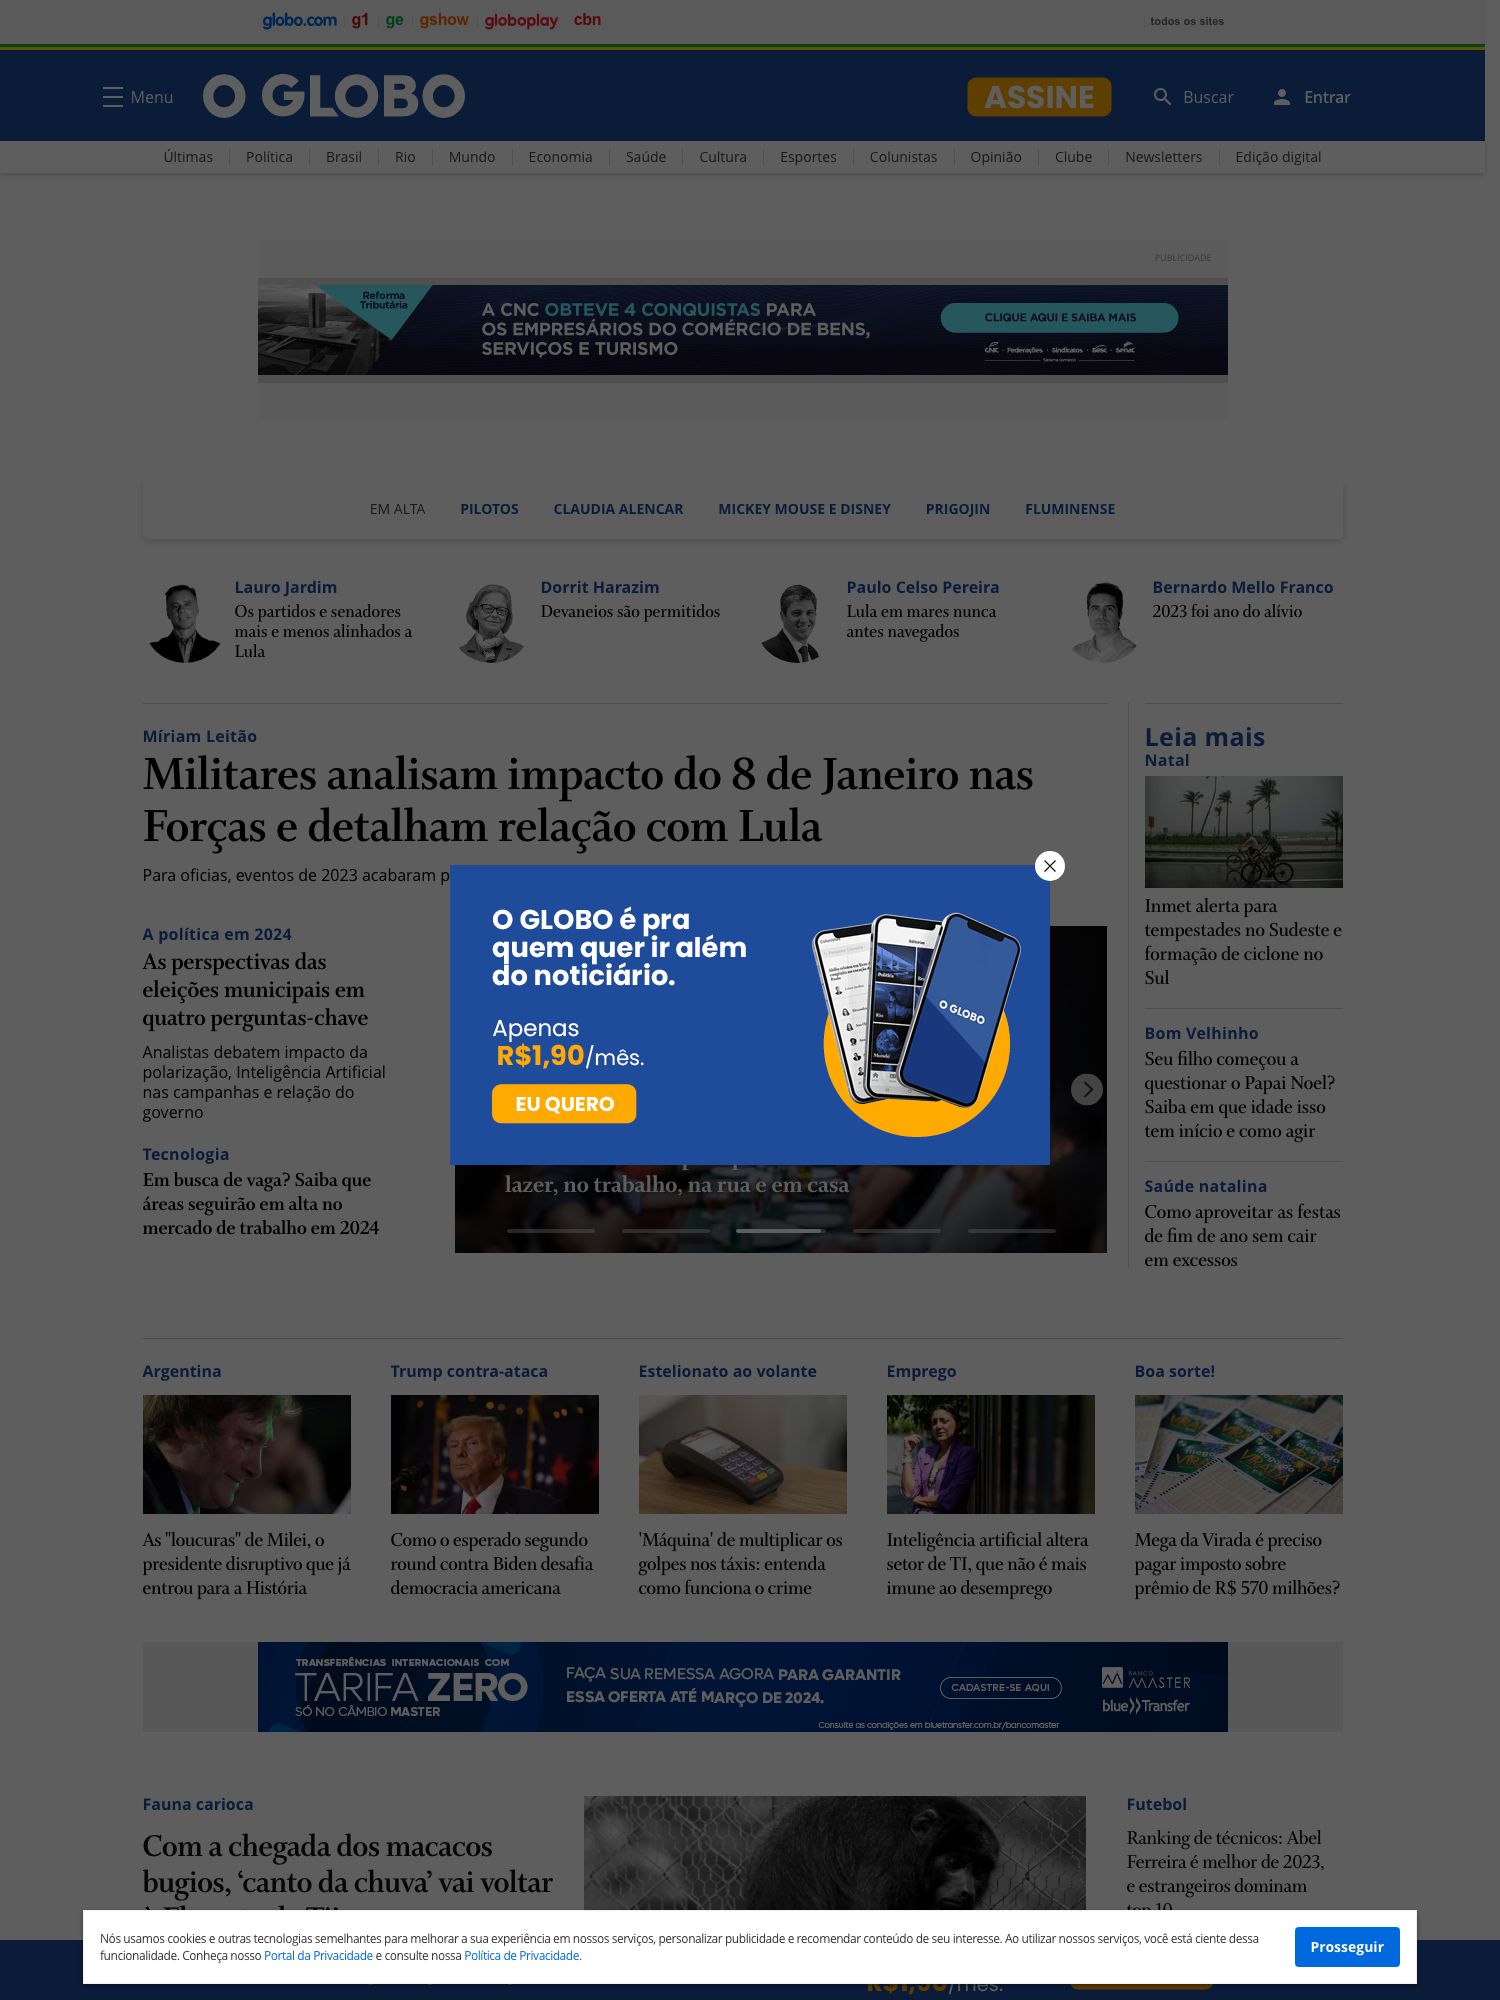 globo.com g1 ge gshow globoplay cbn todos os sites
Menu O GLOBO ASSINE Buscar Entrar
Últimas Política Brasil Rio Mundo Economia Saúde Cultura Esportes Colunistas Opinião Clube Newsletters Edição digital
PUBLICIDADE
Reforma
Tributária
A CNC OBTEVE 4 CONQUISTAS PARA
OS EMPRESÁRIOS DO COMÉRCIO DE BENS,
SERVIÇOS E TURISMO
CLIQUE AQUI E SAIBA MAIS
CNC · Federações · Sindicatos · Sesc · Senac
EM ALTA PILOTOS CLAUDIA ALENCAR MICKEY MOUSE E DISNEY PRIGOJIN FLUMINENSE
Lauro Jardim
Os partidos e senadores
mais e menos alinhados a
Lula
Dorrit Harazim
Devaneios são permitidos
Paulo Celso Pereira
Lula em mares nunca
antes navegados
Bernardo Mello Franco
2023 foi ano do alívio
Míriam Leitão
Militares analisam impacto do 8 de Janeiro nas
Forças e detalham relação com Lula
Para oficias, eventos de 2023 acabaram
A política em 2024
As perspectivas das
eleições municipais em
quatro perguntas-chave
Analistas debatem impacto da
polarização, Inteligência Artificial
nas campanhas e relação do
governo
Tecnologia
Em busca de vaga? Saiba que
áreas seguirão em alta no
mercado de trabalho em 2024
O GLOBO é pra
quem quer ir além
do noticiário.
Apenas
R$1,90/mês.
EU QUERO
Editorias
Política
Rio
Mundo
O GLOBO
lazer, no trabalho, na rua e em casa
Leia mais
Natal
Inmet alerta para
tempestades no Sudeste e
formação de ciclone no
Sul
Bom Velhinho
Seu filho começou a
questionar o Papai Noel?
Saiba em que idade isso
tem início e como agir
Saúde natalina
Como aproveitar as festas
de fim de ano sem cair
em excessos
Argentina
As "loucuras" de Milei, o
presidente disruptivo que já
entrou para a História
Trump contra-ataca
Como o esperado segundo
round contra Biden desafia
democracia americana
Estelionato ao volante
'Máquina' de multiplicar os
golpes nos táxis: entenda
como funciona o crime
Emprego
Inteligência artificial altera
setor de TI, que não é mais
imune ao desemprego
Boa sorte!
Mega da Virada é preciso
pagar imposto sobre
prêmio de R$ 570 milhões?
TRANSFERÊNCIAS INTERNACIONAIS COM
TARIFA ZERO
SÓ NO CÂMBIO MASTER
FAÇA SUA REMESSA AGORA PARA GARANTIR
ESSA OFERTA ATÉ MARÇO DE 2024.
CADASTRE-SE AQUI
Consulte as condições em bluetransfer.com.br/bancomaster
BANCO
MASTER
blue Transfer
Fauna carioca
Com a chegada dos macacos
bugios, ‘canto da chuva’ vai voltar
Futebol
Ranking de técnicos: Abel
Ferreira é melhor de 2023,
e estrangeiros dominam
top 10
Nós usamos cookies e outras tecnologias semelhantes para melhorar a sua experiência em nossos serviços, personalizar publicidade e recomendar conteúdo de seu interesse. Ao utilizar nossos serviços, você está ciente dessa
funcionalidade. Conheça nosso Portal da Privacidade e consulte nossa Política de Privacidade.
Prosseguir
R$1,90/mês.